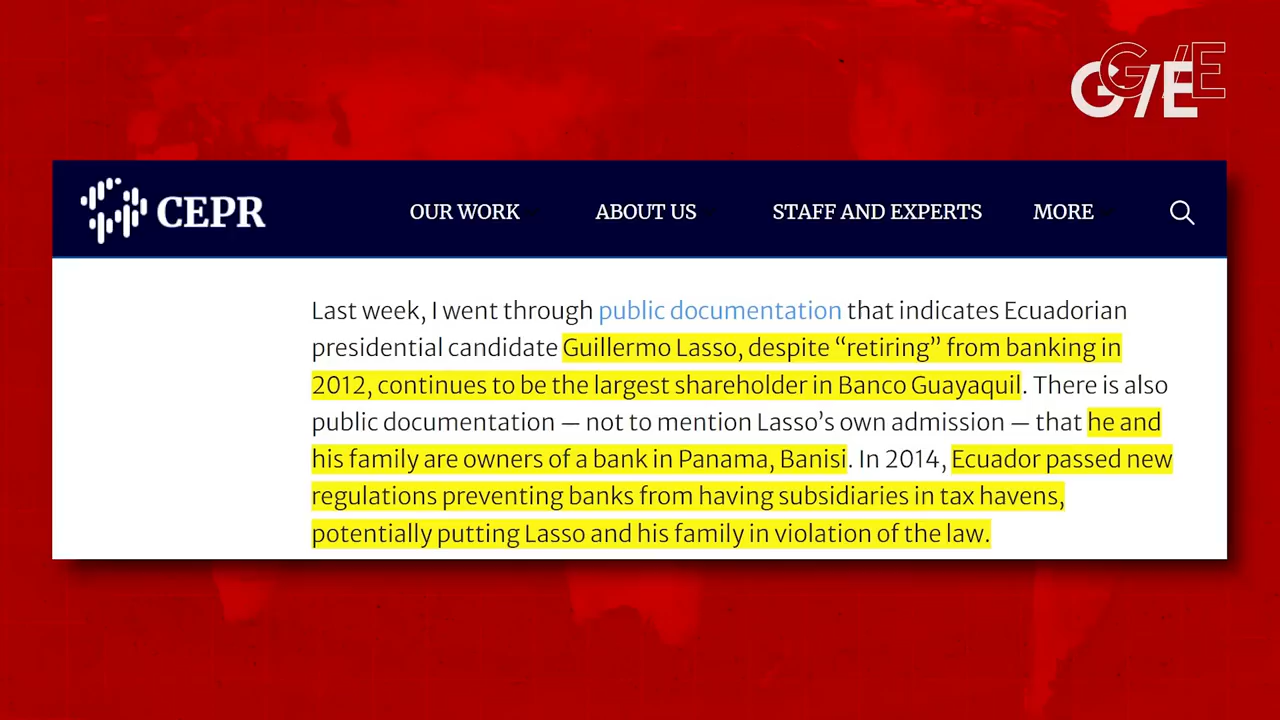 G/E
G/E
CEPR
OUR WORK
ABOUT US
STAFF AND EXPERTS
MORE
Last week, I went through public documentation that indicates Ecuadorian
presidential candidate Guillermo Lasso, despite “retiring” from banking in
2012, continues to be the largest shareholder in Banco Guayaquil. There is also
public documentation — not to mention Lasso’s own admission — that he and
his family are owners of a bank in Panama, Banisi. In 2014, Ecuador passed new
regulations preventing banks from having subsidiaries in tax havens,
potentially putting Lasso and his family in violation of the law.